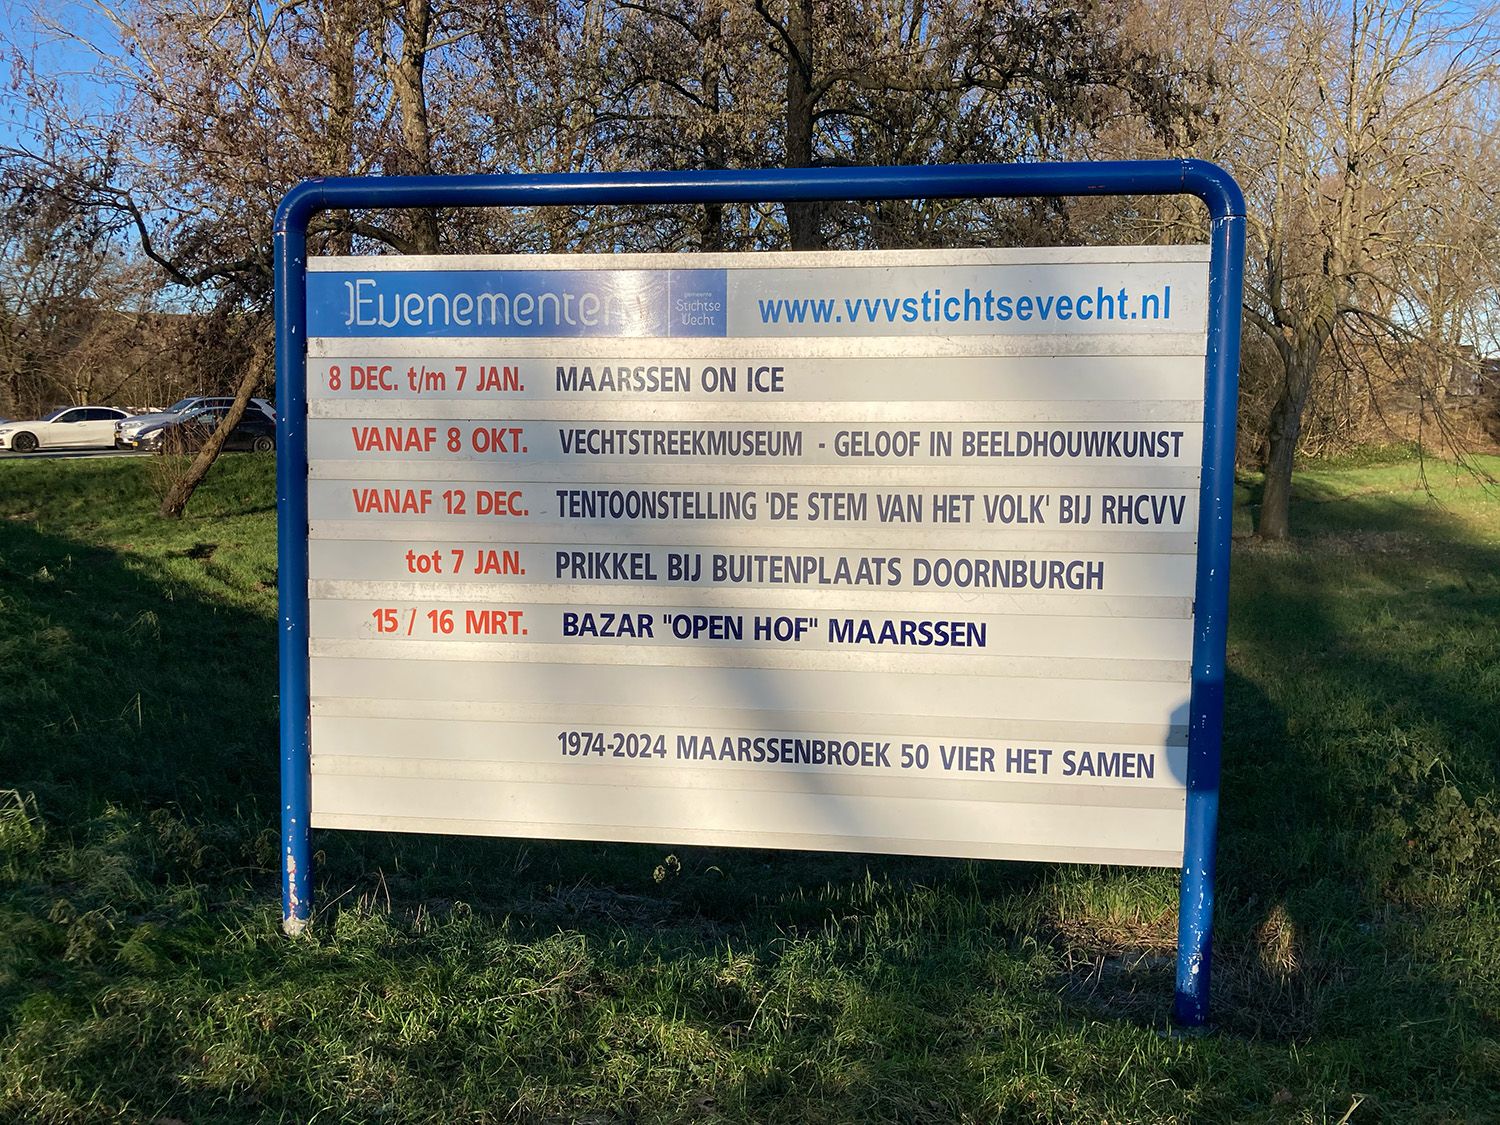 Evenementen
gemeente
Stichtse
Vecht
www.vvvstichtsevecht.nl
8 DEC. t/m 7 JAN. MAARSSEN ON ICE
VANAF 8 OKT. VECHTSTREEKMUSEUM - GELOOF IN BEELDHOUWKUNST
VANAF 12 DEC. TENTOONSTELLING 'DE STEM VAN HET VOLK' BIJ RHCVV
tot 7 JAN. PRIKKEL BIJ BUITENPLAATS DOORNBURGH
15 / 16 MRT. BAZAR "OPEN HOF" MAARSSEN
1974-2024 MAARSSENBROEK 50 VIER HET SAMEN